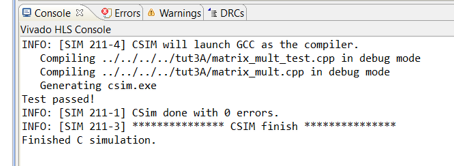 Console Errors Warnings DRCs
Vivado HLS Console
INFO: [SIM 211-4] CSIM will launch GCC as the compiler.
Compiling ../../../../tut3A/matrix_mult_test.cpp in debug mode
Compiling ../../../../tut3A/matrix_mult.cpp in debug mode
Generating csim.exe
Test passed!
INFO: [SIM 211-1] CSim done with 0 errors.
INFO: [SIM 211-3] *************** CSIM finish ***************
Finished C simulation.